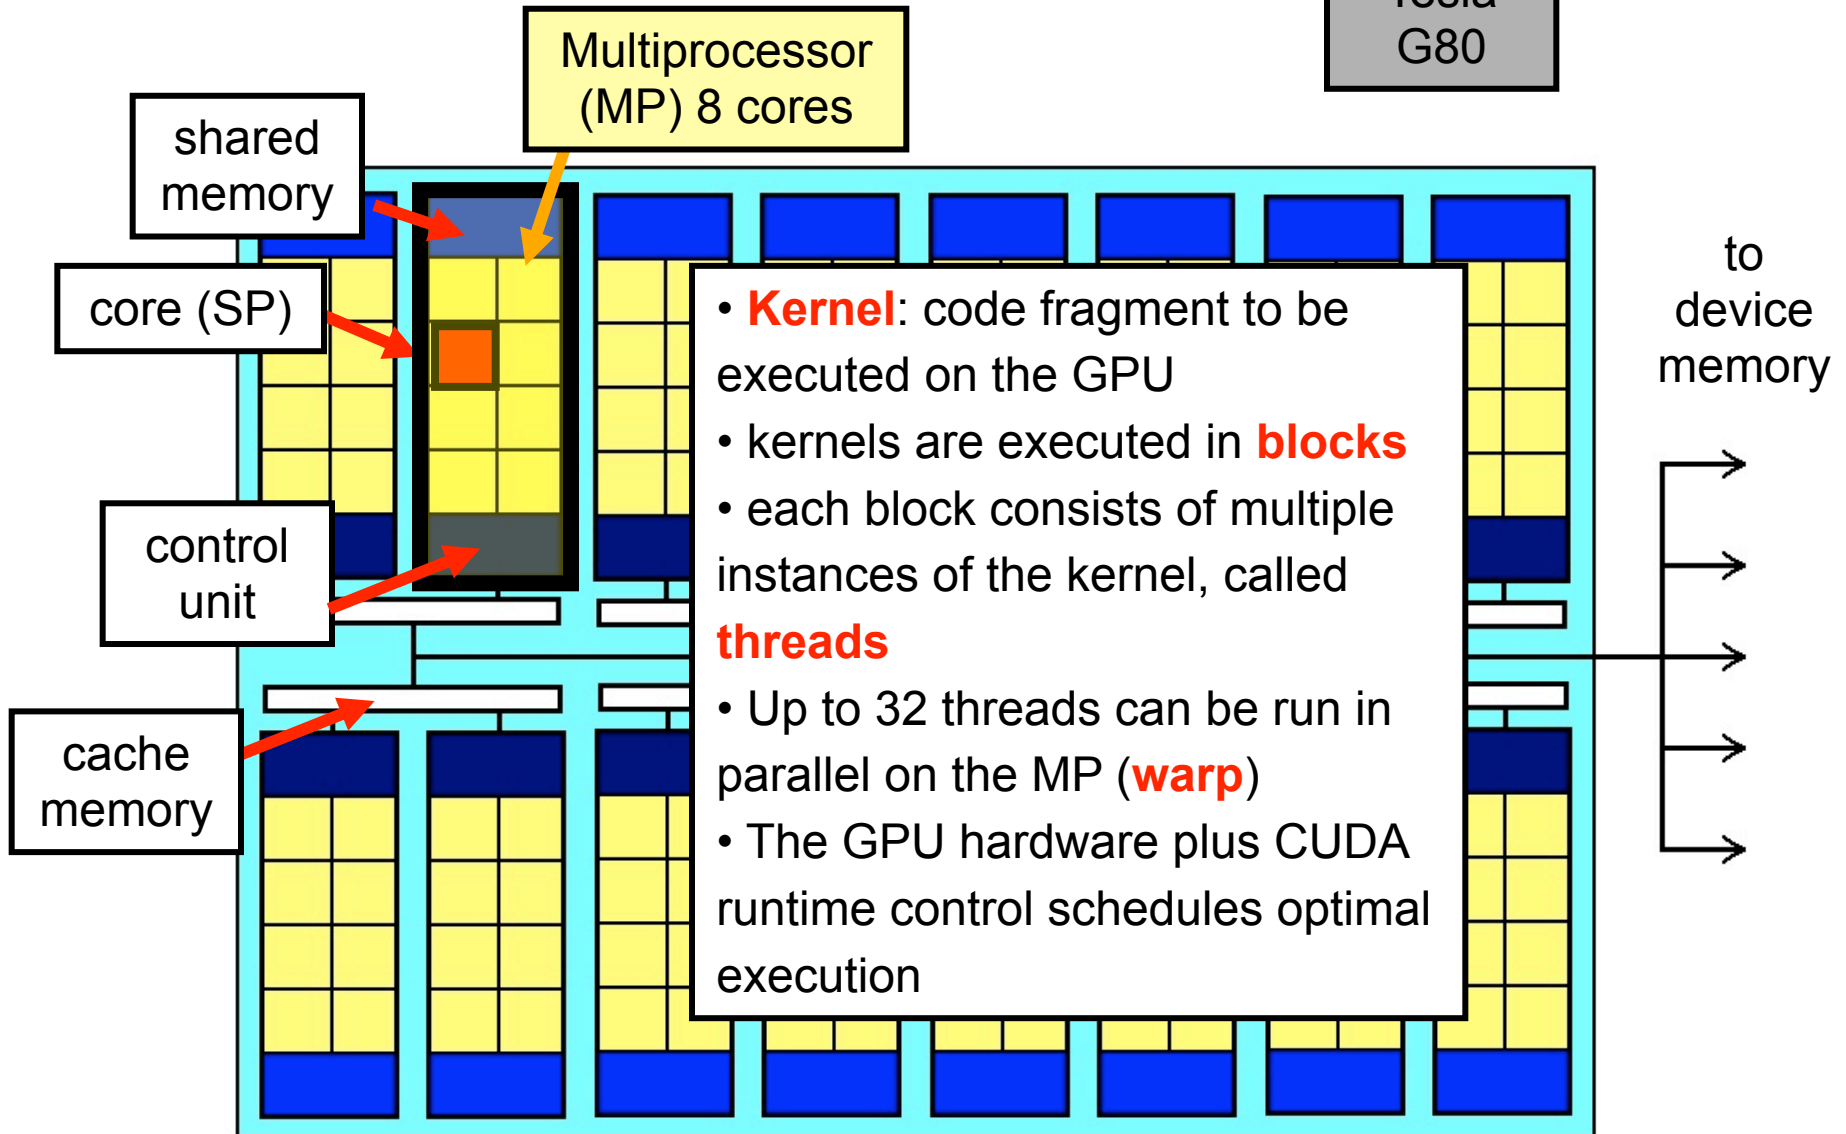 Tesla
G80
Multiprocessor
(MP) 8 cores
shared
memory
core (SP)
control
unit
cache
memory
• Kernel: code fragment to be
executed on the GPU
• kernels are executed in blocks
• each block consists of multiple
instances of the kernel, called
threads
• Up to 32 threads can be run in
parallel on the MP (warp)
• The GPU hardware plus CUDA
runtime control schedules optimal
execution
to
device
memory